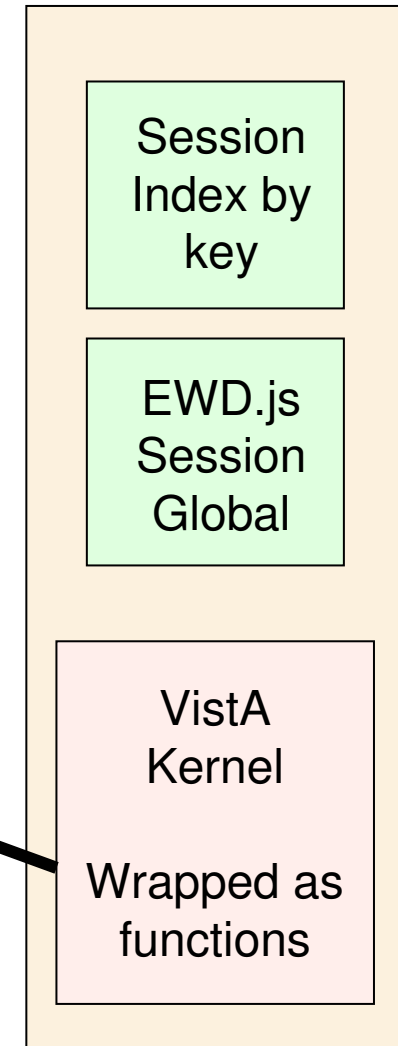 Session
Index by
key
EWD.js
Session
Global
VistA
Kernel
Wrapped as
functions